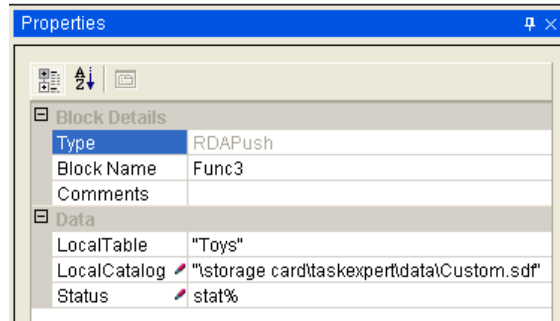 Properties
Block Details
Type RDAPush
Block Name Func3
Comments
Data
LocalTable "Toys"
LocalCatalog "\storage card\taskexpert\data\Custom.sdf"
Status stat%